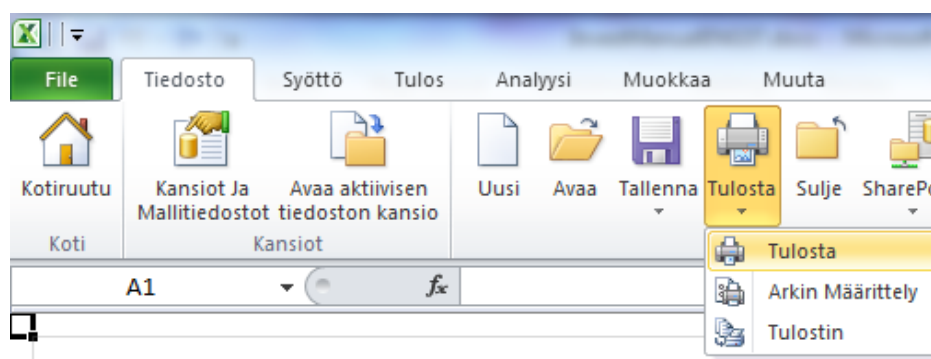 File Tiedosto Syöttö Tulos Analyysi Muokkaa Muuta
Kotiruutu Kansiot Ja Avaa aktiivisen Uusi Avaa Tallenna Tulosta Sulje
Mallitiedostot tiedoston kansio
Koti Kansiot
Tulosta
A1 fx
Arkin Määrittely
Tulostin